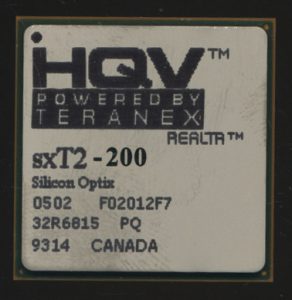 HQV™
POWERED BY
TERANEX
REALTA™
sxT2-200
Silicon Optix
0502 F02012F7
32R6815 PQ
9314 CANADA